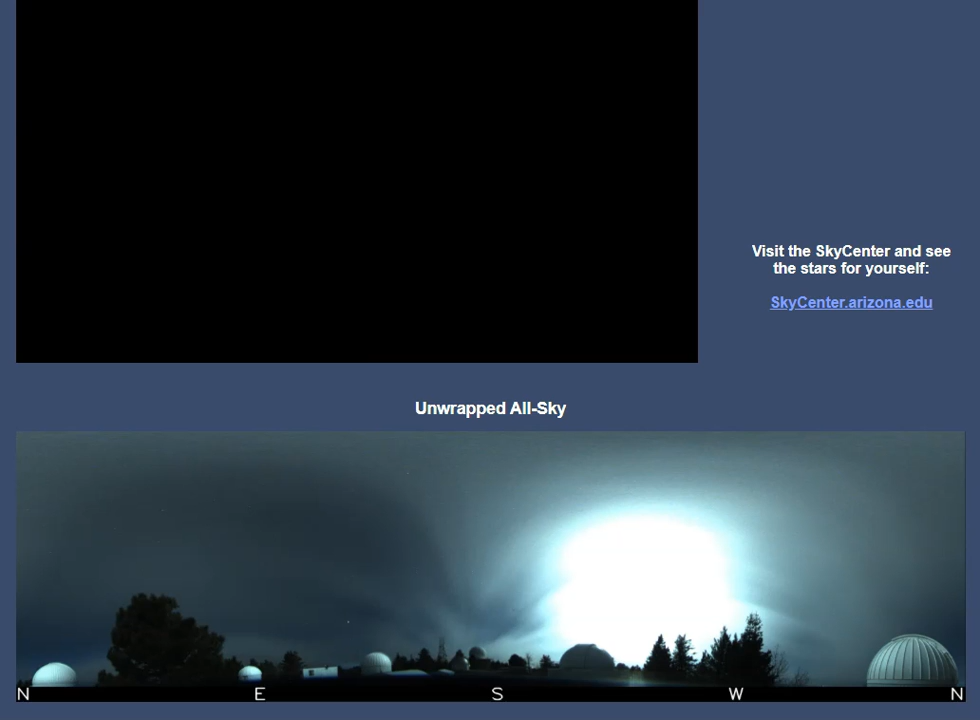 Visit the SkyCenter and see
the stars for yourself:
SkyCenter.arizona.edu
Unwrapped All-Sky
N E S W N